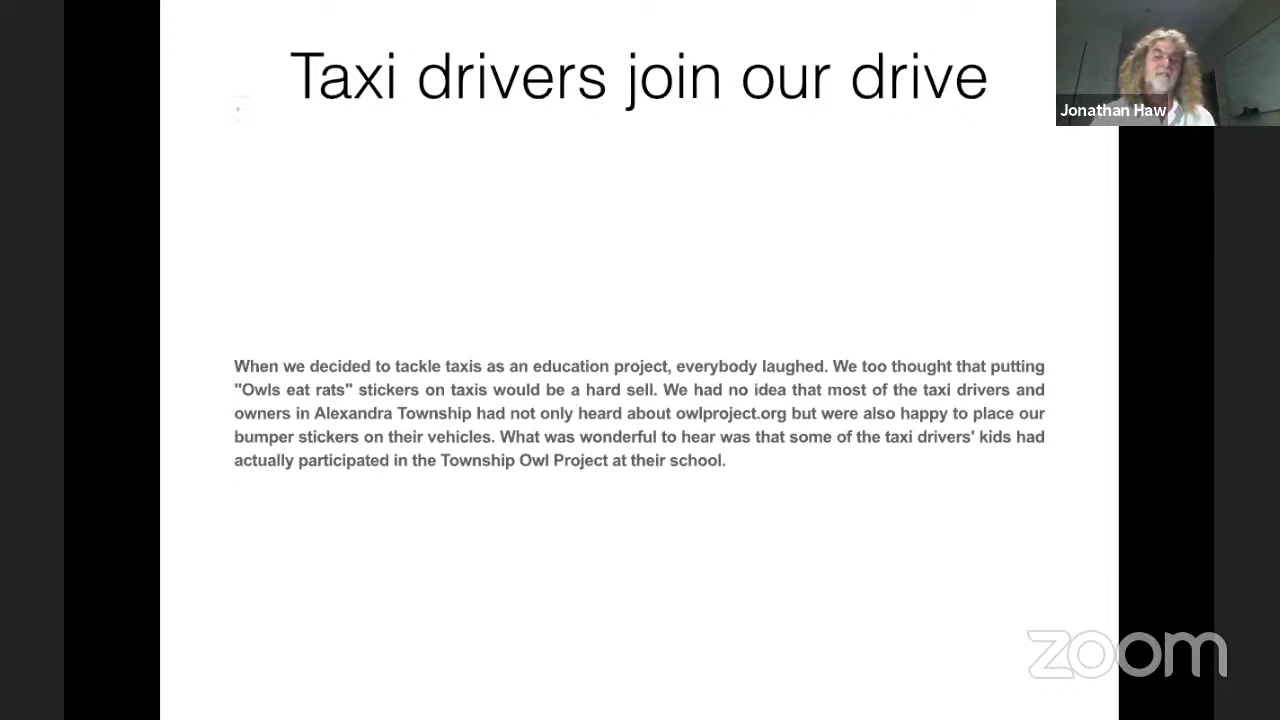 Taxi drivers join our drive
Jonathan Haw
When we decided to tackle taxis as an education project, everybody laughed. We too thought that putting
"Owls eat rats" stickers on taxis would be a hard sell. We had no idea that most of the taxi drivers and
owners in Alexandra Township had not only heard about owlproject.org but were also happy to place our
bumper stickers on their vehicles. What was wonderful to hear was that some of the taxi drivers' kids had
actually participated in the Township Owl Project at their school.
zoom